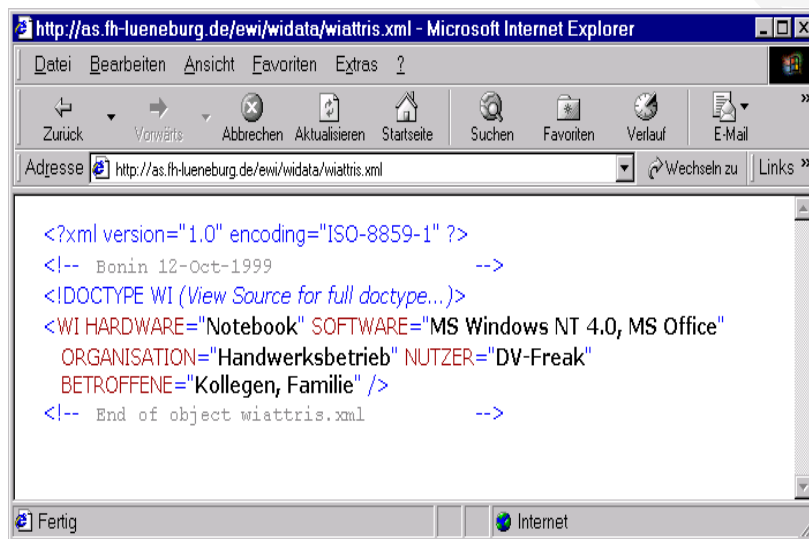 http://as.fh-lueneburg.de/ewi/widata/wiattris.xml - Microsoft Internet Explorer
Datei Bearbeiten Ansicht Favoriten Extras ?
Zurück Vorwärts Abbrechen Aktualisieren Startseite Suchen Favoriten Verlauf E-Mail »
Adresse http://as.fh-lueneburg.de/ewi/widata/wiattris.xml Wechseln zu Links »
<?xml version="1.0" encoding="ISO-8859-1" ?>
<!-- Bonin 12-Oct-1999 -->
<!DOCTYPE WI (View Source for full doctype...)>
<WI HARDWARE="Notebook" SOFTWARE="MS Windows NT 4.0, MS Office"
ORGANISATION="Handwerksbetrieb" NUTZER="DV-Freak"
BETROFFENE="Kollegen, Familie" />
<!-- End of object wiattris.xml -->
Fertig Internet